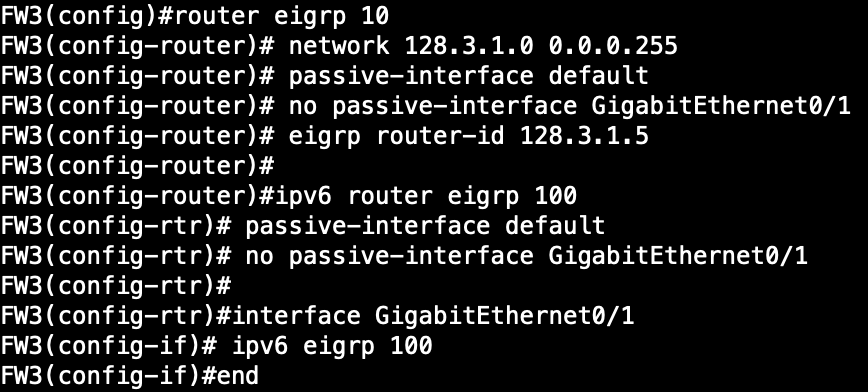 FW3(config)#router eigrp 10
FW3(config-router)# network 128.3.1.0 0.0.0.255
FW3(config-router)# passive-interface default
FW3(config-router)# no passive-interface GigabitEthernet0/1
FW3(config-router)# eigrp router-id 128.3.1.5
FW3(config-router)#
FW3(config-router)#ipv6 router eigrp 100
FW3(config-rtr)# passive-interface default
FW3(config-rtr)# no passive-interface GigabitEthernet0/1
FW3(config-rtr)#
FW3(config-rtr)#interface GigabitEthernet0/1
FW3(config-if)# ipv6 eigrp 100
FW3(config-if)#end